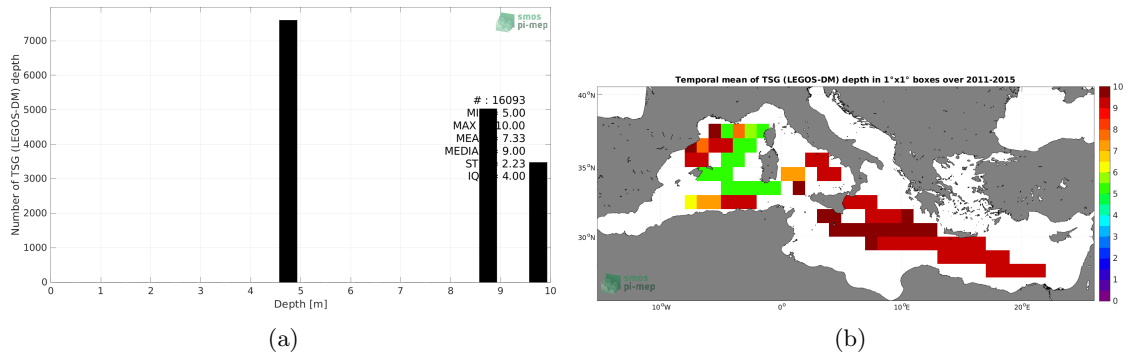 smos
pi-mep
7000
6000
5000
4000
3000
2000
1000
0
Number of TSG (LEGOS-DM) depth
# : 16093
MI = 5.00
MAX 10.00
MEA = 7.33
MEDIA = 9.00
ST = 2.23
IQ = 4.00
0 1 2 3 4 5 6 7 8 9 10
Depth [m]
(a)
Temporal mean of TSG (LEGOS-DM) depth in 1°x1° boxes over 2011-2015
40°N
35°N
30°N
10°W 0° 10°E 20°E
smos
pi-mep
10
9
8
7
6
5
4
3
2
1
0
(b)